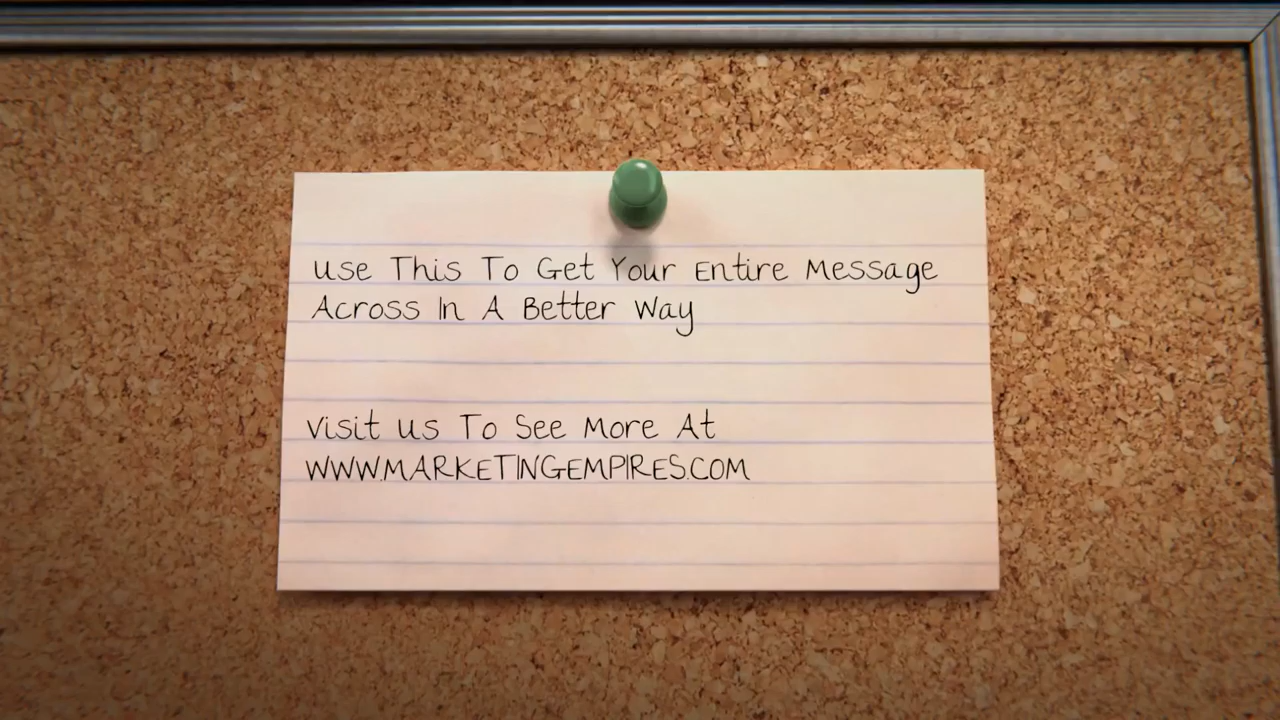 Use This To Get Your Entire Message
Across In A Better Way
Visit Us To See More At
WWW.MARKETINGEMPIRES.COM